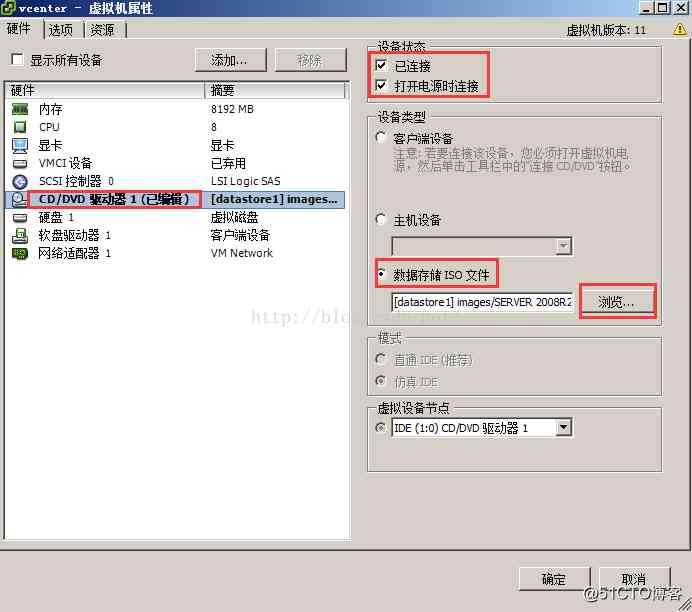 vcenter - 虚拟机属性
硬件 选项 资源 虚拟机版本: 11
显示所有设备 添加... 移除
硬件 摘要
内存 8192 MB
CPU 8
显卡 显卡
VMCI 设备 已弃用
SCSI 控制器 0 LSI Logic SAS
CD/DVD 驱动器 1 (已编辑) [datastore1] images...
硬盘 1 虚拟磁盘
软盘驱动器 1 客户端设备
网络适配器 1 VM Network
设备状态
已连接
打开电源时连接
设备类型
客户端设备
注意: 若要连接该设备，您必须打开虚拟机电
源，然后单击工具栏中的“连接 CD/DVD”按钮。
主机设备
数据存储 ISO 文件
[datastore1] images/SERVER 2008R2 浏览...
模式
直通 IDE (推荐)
仿真 IDE
虚拟设备节点
IDE (1:0) CD/DVD 驱动器 1
http://blog.
确定 取消
@51CTO博客